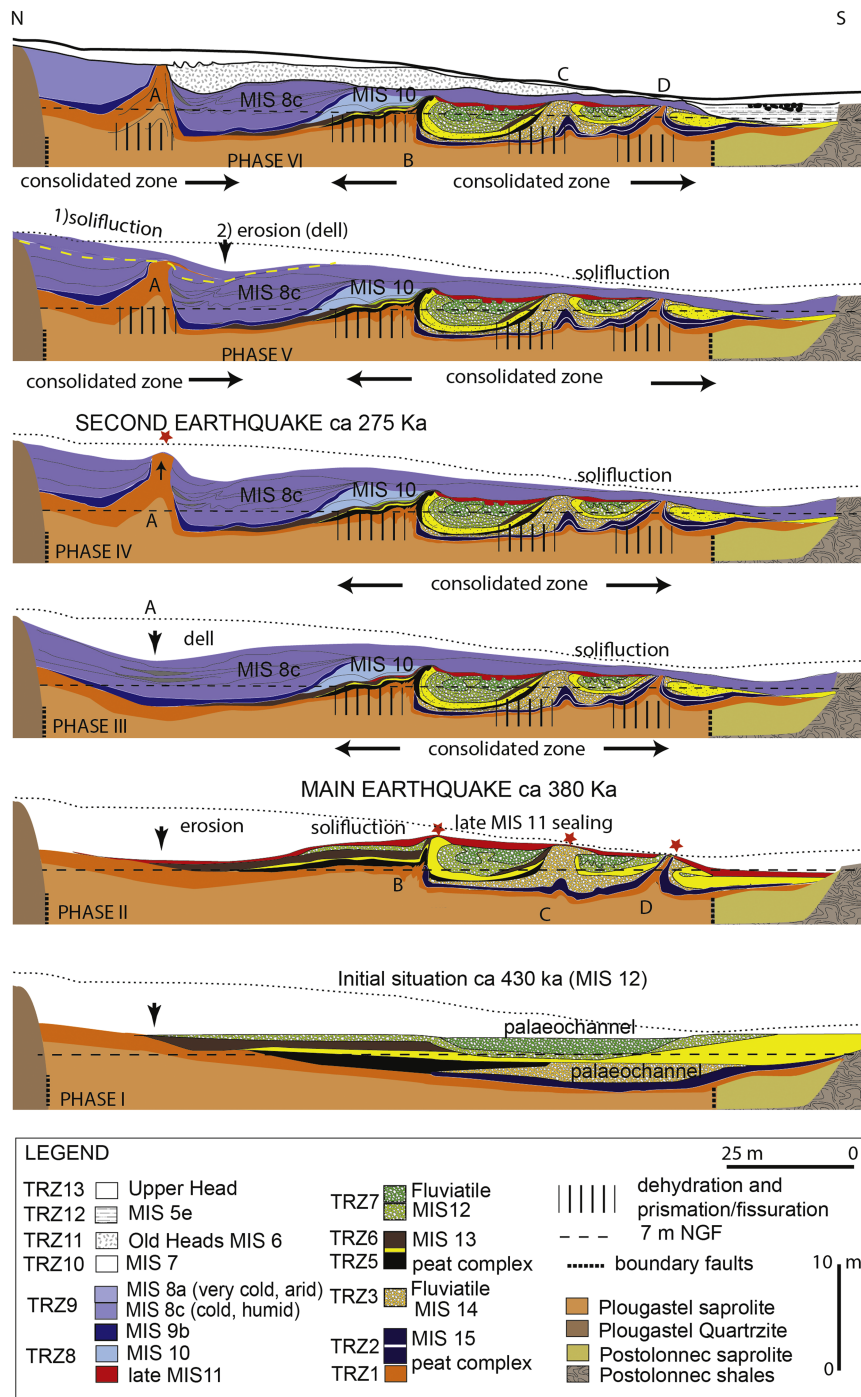 N S
C
D
A
MIS 8c
MIS 10
PHASE VI
B
consolidated zone consolidated zone
1)solifluction
2) erosion (dell)
solifluction
A
MIS 8c
MIS 10
PHASE V
consolidated zone consolidated zone
SECOND EARTHQUAKE ca 275 Ka
solifluction
MIS 8c
MIS 10
A
PHASE IV
consolidated zone
A
dell
solifluction
MIS 8c
MIS 10
PHASE III
consolidated zone
MAIN EARTHQUAKE ca 380 Ka
erosion solifluction late MIS 11 sealing
B
C D
PHASE II
Initial situation ca 430 ka (MIS 12)
palaeochannel
palaeochannel
PHASE I
LEGEND
TRZ13 Upper Head
TRZ12 MIS 5e
TRZ11 Old Heads MIS 6
TRZ10 MIS 7
TRZ9 MIS 8a (very cold, arid)
MIS 8c (cold, humid)
MIS 9b
TRZ8 MIS 10
late MIS11
TRZ7 Fluviatile
MIS12
TRZ6 MIS 13
TRZ5 peat complex
TRZ3 Fluviatile
MIS 14
TRZ2 MIS 15
peat complex
TRZ1
25 m 0
dehydration and
prismation/fissuration
7 m NGF
boundary faults
10 m
0
Plougastel saprolite
Plougastel Quartrzite
Postolonnec saprolite
Postolonnec shales